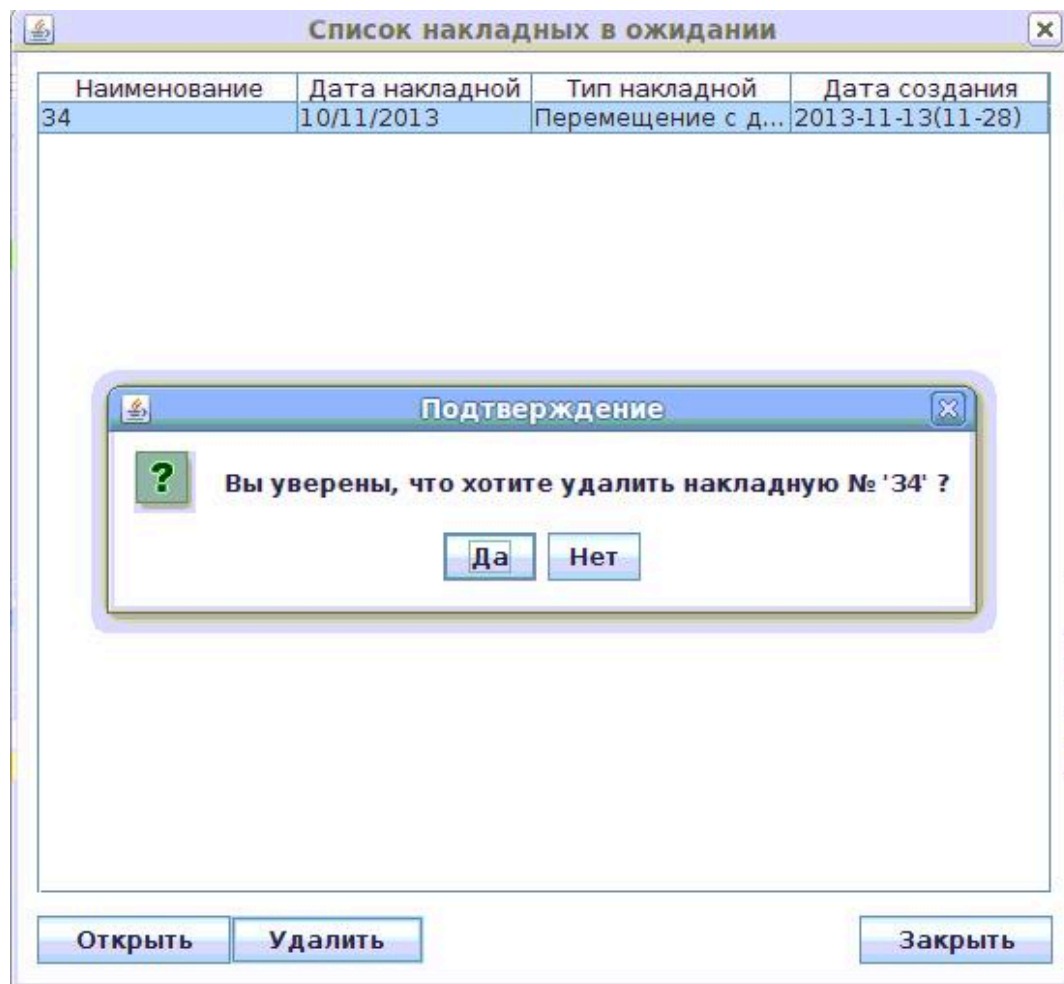 Список накладных в ожидании
Наименование Дата накладной Тип накладной Дата создания
34 10/11/2013 Перемещение с д... 2013-11-13(11-28)
Подтверждение
? Вы уверены, что хотите удалить накладную № '34' ?
Да Нет
Открыть Удалить Закрыть